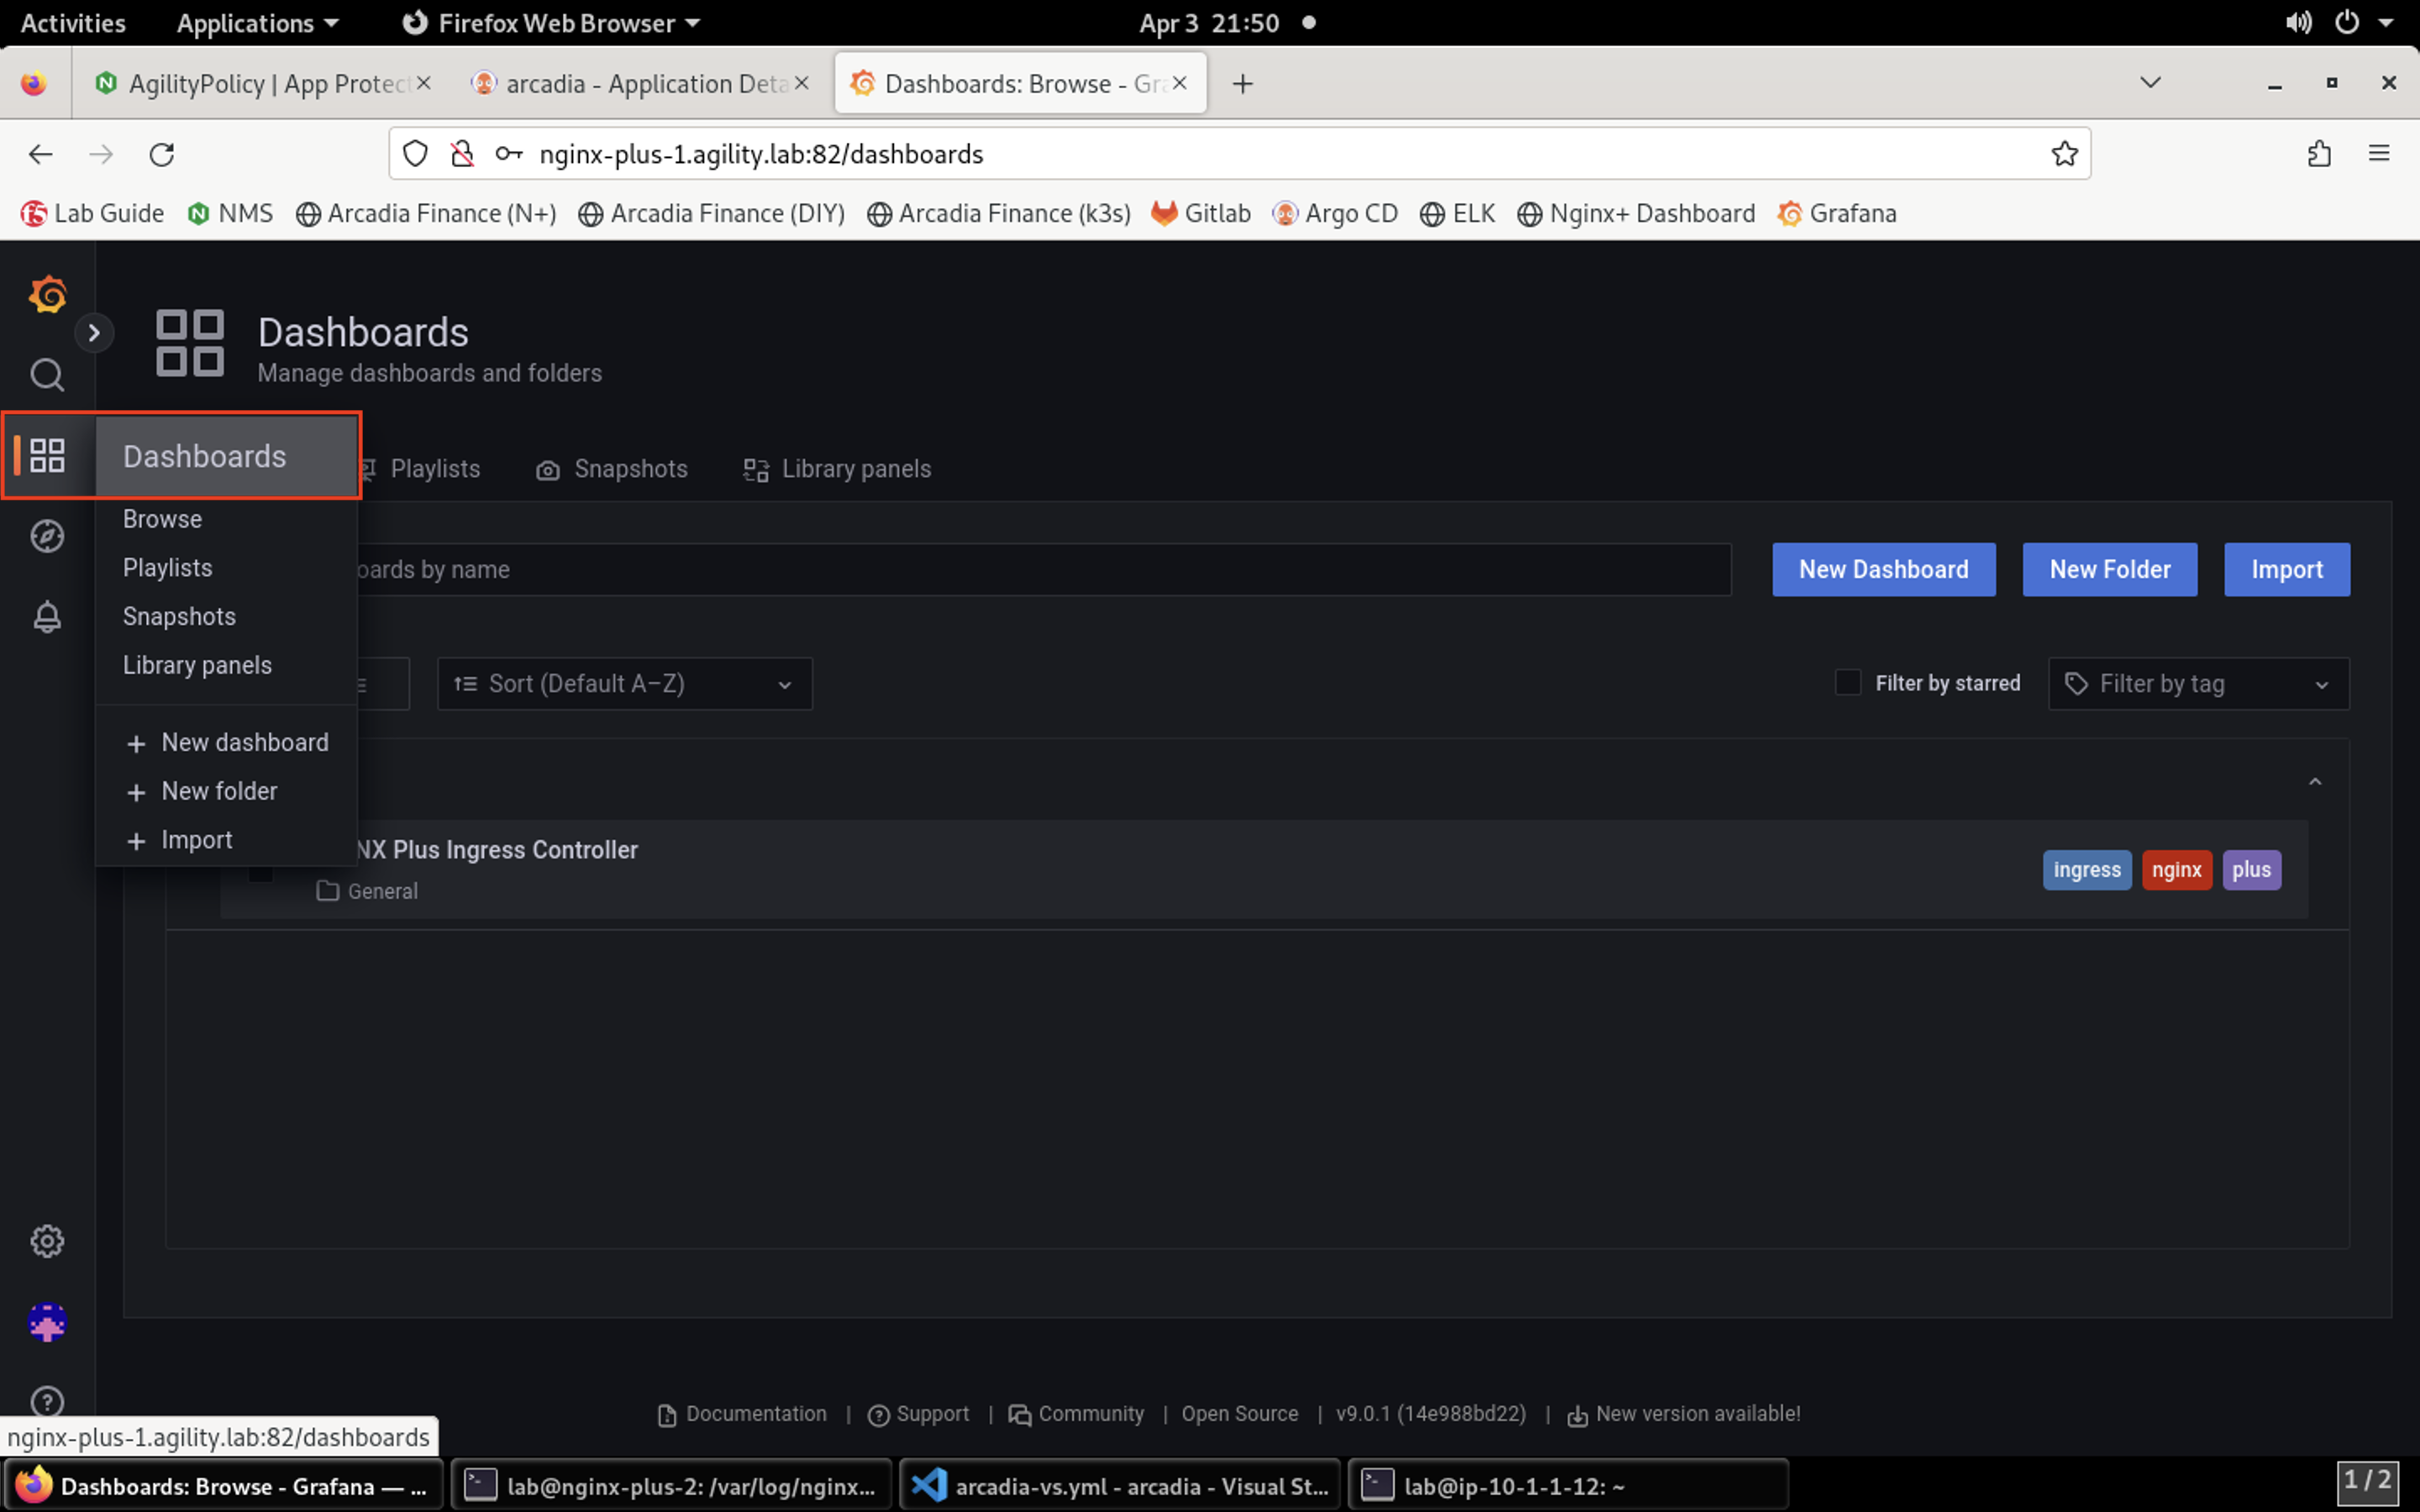 Activities Applications Firefox Web Browser Apr 3 21:50
AgilityPolicy | App Protect arcadia - Application Deta Dashboards: Browse - Gra
nginx-plus-1.agility.lab:82/dashboards
Lab Guide NMS Arcadia Finance (N+) Arcadia Finance (DIY) Arcadia Finance (k3s) Gitlab Argo CD ELK Nginx+ Dashboard Grafana
Dashboards
Manage dashboards and folders
Dashboards
Playlists Snapshots Library panels
Browse
Playlists
Snapshots
Library panels
+ New dashboard
+ New folder
+ Import
oards by name New Dashboard New Folder Import
Sort (Default A–Z) Filter by starred Filter by tag
NX Plus Ingress Controller
General
ingress nginx plus
Documentation | Support | Community | Open Source | v9.0.1 (14e988bd22) | New version available!
nginx-plus-1.agility.lab:82/dashboards
Dashboards: Browse - Grafana — ... lab@nginx-plus-2: /var/log/nginx... arcadia-vs.yml - arcadia - Visual St... lab@ip-10-1-1-12: ~ 1 / 2